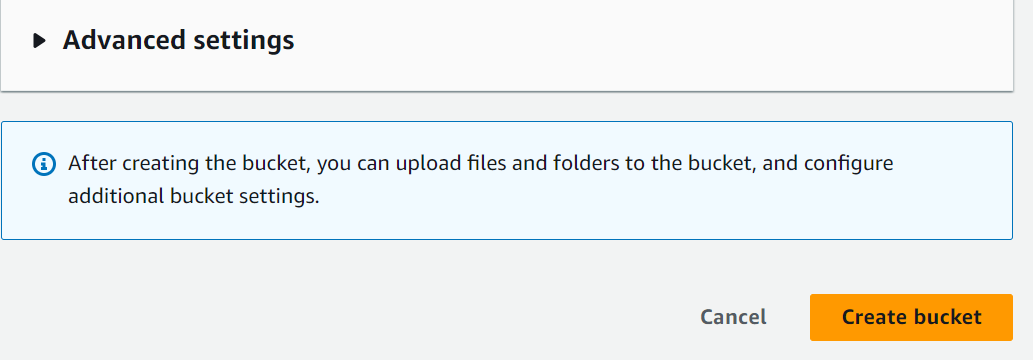 Advanced settings
After creating the bucket, you can upload files and folders to the bucket, and configure
additional bucket settings.
Cancel
Create bucket